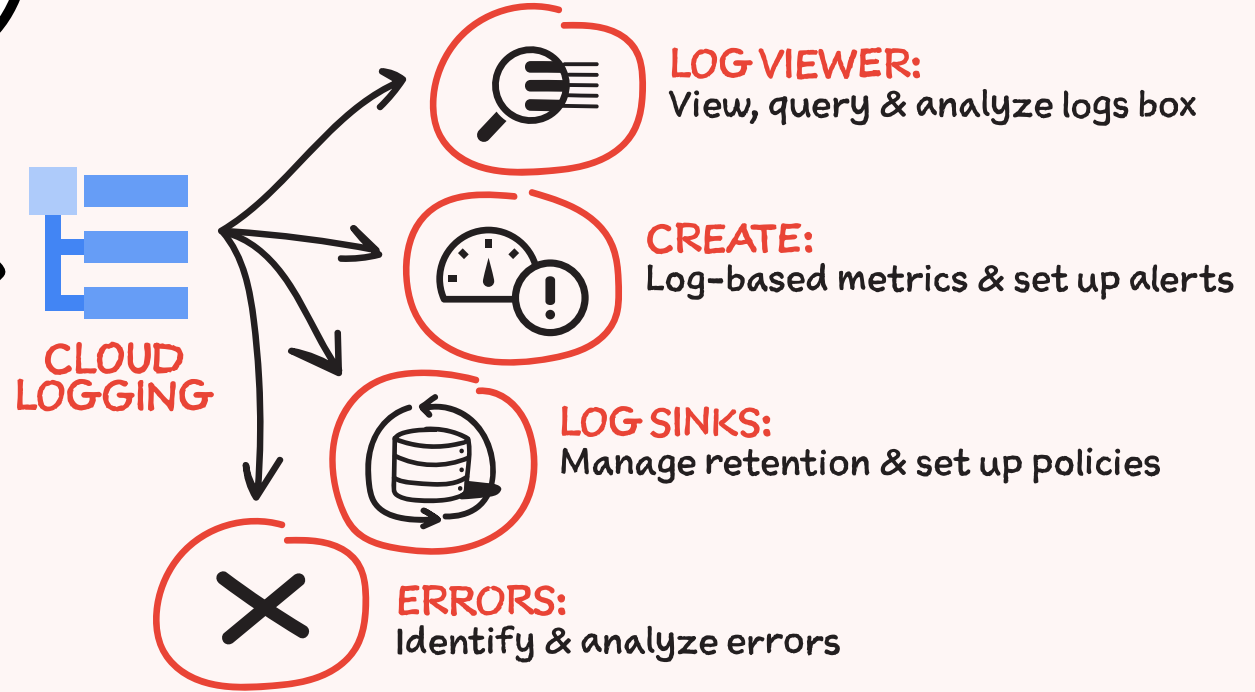 LOG VIEWER:
View, query & analyze logs box
CREATE:
Log-based metrics & set up alerts
CLOUD
LOGGING
LOG SINKS:
Manage retention & set up policies
ERRORS:
Identify & analyze errors